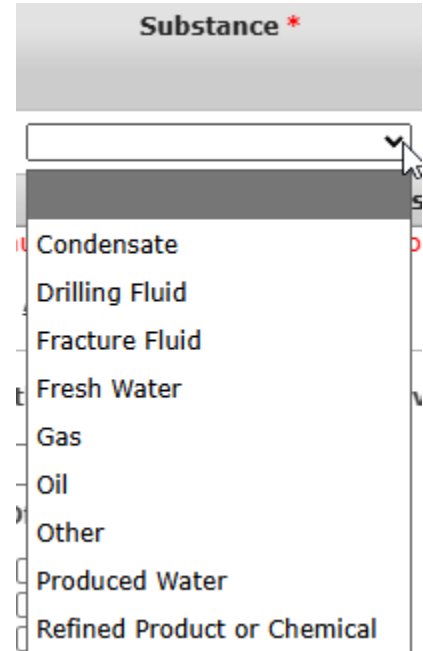 Substance *
Condensate
Drilling Fluid
Fracture Fluid
Fresh Water
Gas
Oil
Other
Produced Water
Refined Product or Chemical